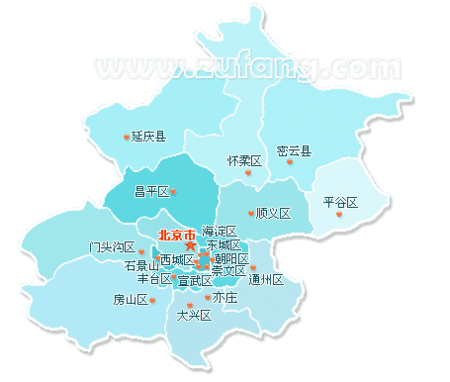 www.zufang.com
延庆县
密云县
怀柔区
昌平区
平谷区
顺义区
北京市
海淀区
门头沟区
东城区
石景山
西城区
朝阳区
崇文区
丰台区
宣武区
通州区
房山区
亦庄
大兴区